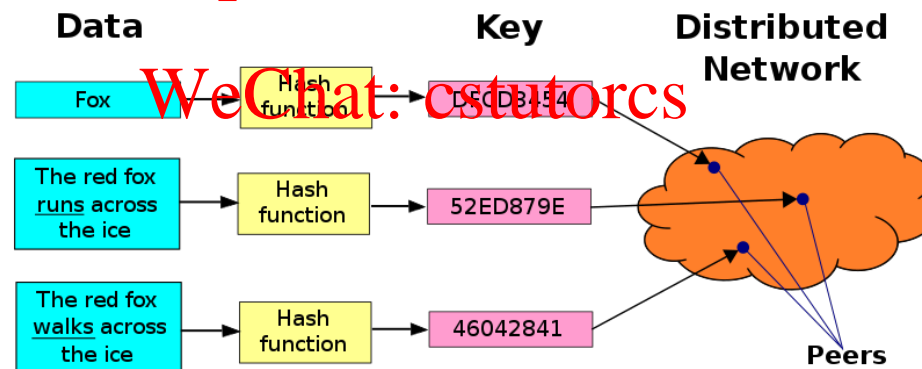 Data
Key
Distributed
Network
WeChat: cstutorcs
Fox
Hash
function
DFCD3454
The red fox
runs across
the ice
Hash
function
52ED879E
The red fox
walks across
the ice
Hash
function
46042841
Peers